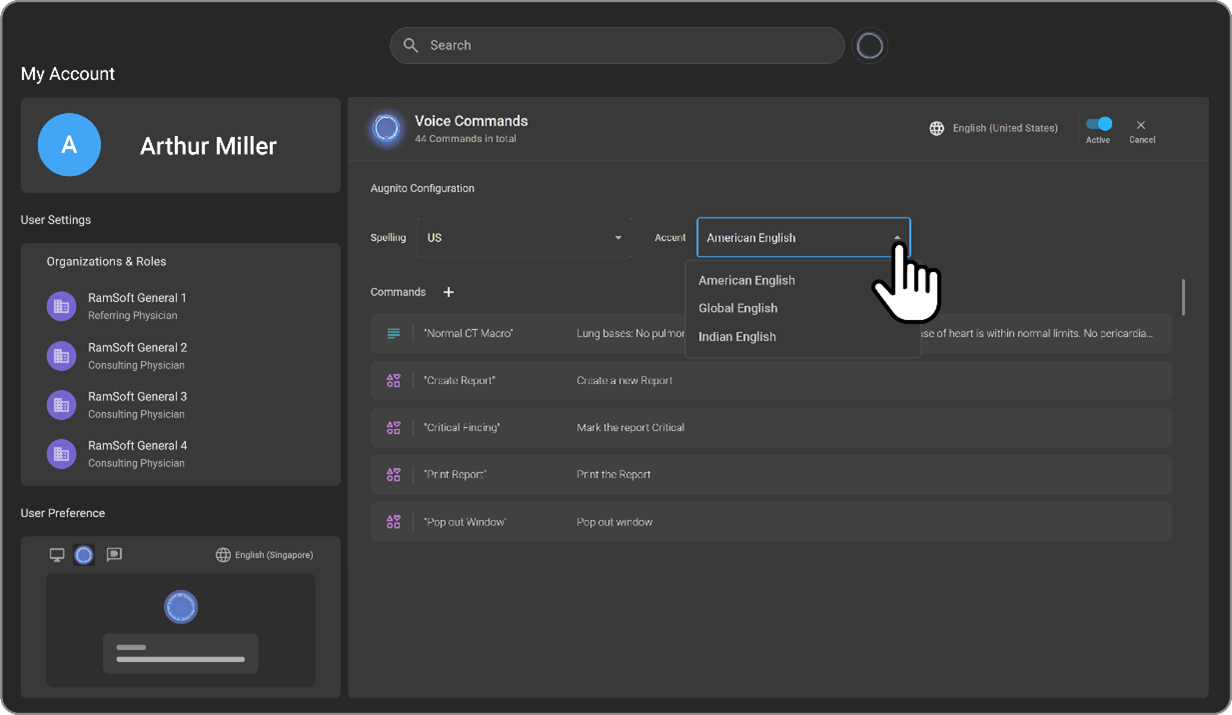 Search
My Account
A
Arthur Miller
User Settings
Organizations & Roles
RamSoft General 1
Referring Physician
RamSoft General 2
Consulting Physician
RamSoft General 3
Consulting Physician
RamSoft General 4
Consulting Physician
User Preference
English (Singapore)
Voice Commands
44 Commands in total
English (United States)
Active
Cancel
Augnito Configuration
Spelling US Accent American English
American English
Global English
Indian English
Commands +
"Normal CT Macro" Lung bases: No pulmo se of heart is within normal limits. No pericardia...
"Create Report" Create a new Report
"Critical Finding" Mark the report Critical
"Print Report" Print the Report
"Pop out Window" Pop out window